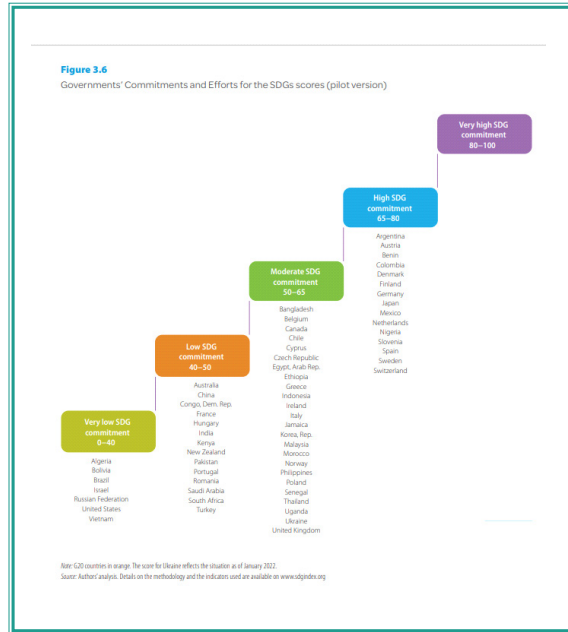 Figure 3.6
Governments' Commitments and Efforts for the SDGs scores (pilot version)
Very high SDG
commitment
80–100
High SDG
commitment
65–80
Argentina
Austria
Benin
Colombia
Denmark
Finland
Germany
Japan
Mexico
Netherlands
Nigeria
Slovenia
Spain
Sweden
Switzerland
Moderate SDG
commitment
50–65
Bangladesh
Belgium
Canada
Chile
Cyprus
Czech Republic
Egypt, Arab Rep.
Ethiopia
Greece
Indonesia
Ireland
Italy
Jamaica
Korea, Rep.
Malaysia
Morocco
Norway
Philippines
Poland
Senegal
Thailand
Uganda
Ukraine
United Kingdom
Low SDG
commitment
40–50
Australia
China
Congo, Dem. Rep.
France
Hungary
India
Kenya
New Zealand
Pakistan
Portugal
Romania
Saudi Arabia
South Africa
Turkey
Very low SDG
commitment
0–40
Algeria
Bolivia
Brazil
Israel
Russian Federation
United States
Vietnam
Note: G20 countries in orange. The score for Ukraine reflects the situation as of January 2022.
Source: Authors' analysis. Details on the methodology and the indicators used are available on www.sdgindex.org